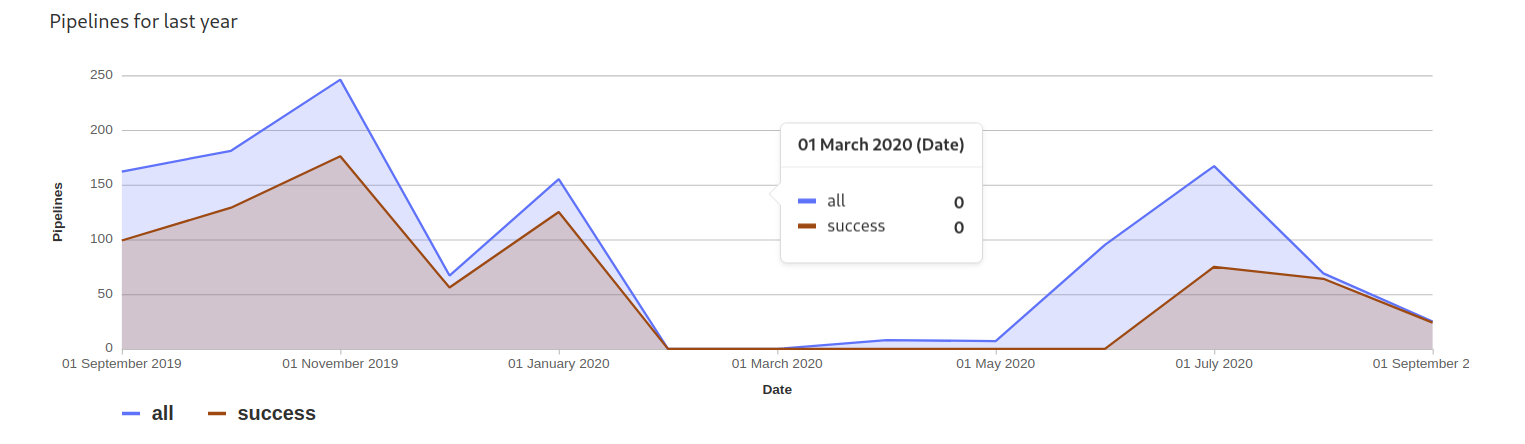 Pipelines for last year
250
200
150
100
50
0
Pipelines
01 March 2020 (Date)
all 0
success 0
01 September 2019 01 November 2019 01 January 2020 01 March 2020 01 May 2020 01 July 2020 01 September 2
Date
all success